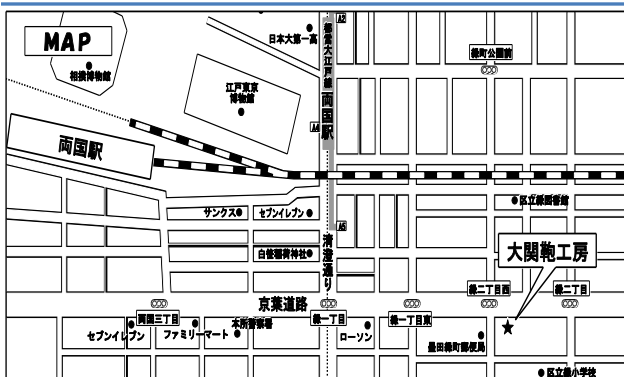 MAP
相撲博物館
日本大第一高
都営大江戸線
両国駅
A2
緑町公園前
江戸東京
博物館
A4
両国駅
サンクス
セブンイレブン
A5
区立緑図書館
白笹稲荷神社
清澄通り
大関鞄工房
京葉道路
緑二丁目西
緑二丁目
両国三丁目
緑一丁目
緑一丁目東
セブンイレブン
ファミリーマート
本所警察署
ローソン
墨田緑町郵便局
区立緑小学校